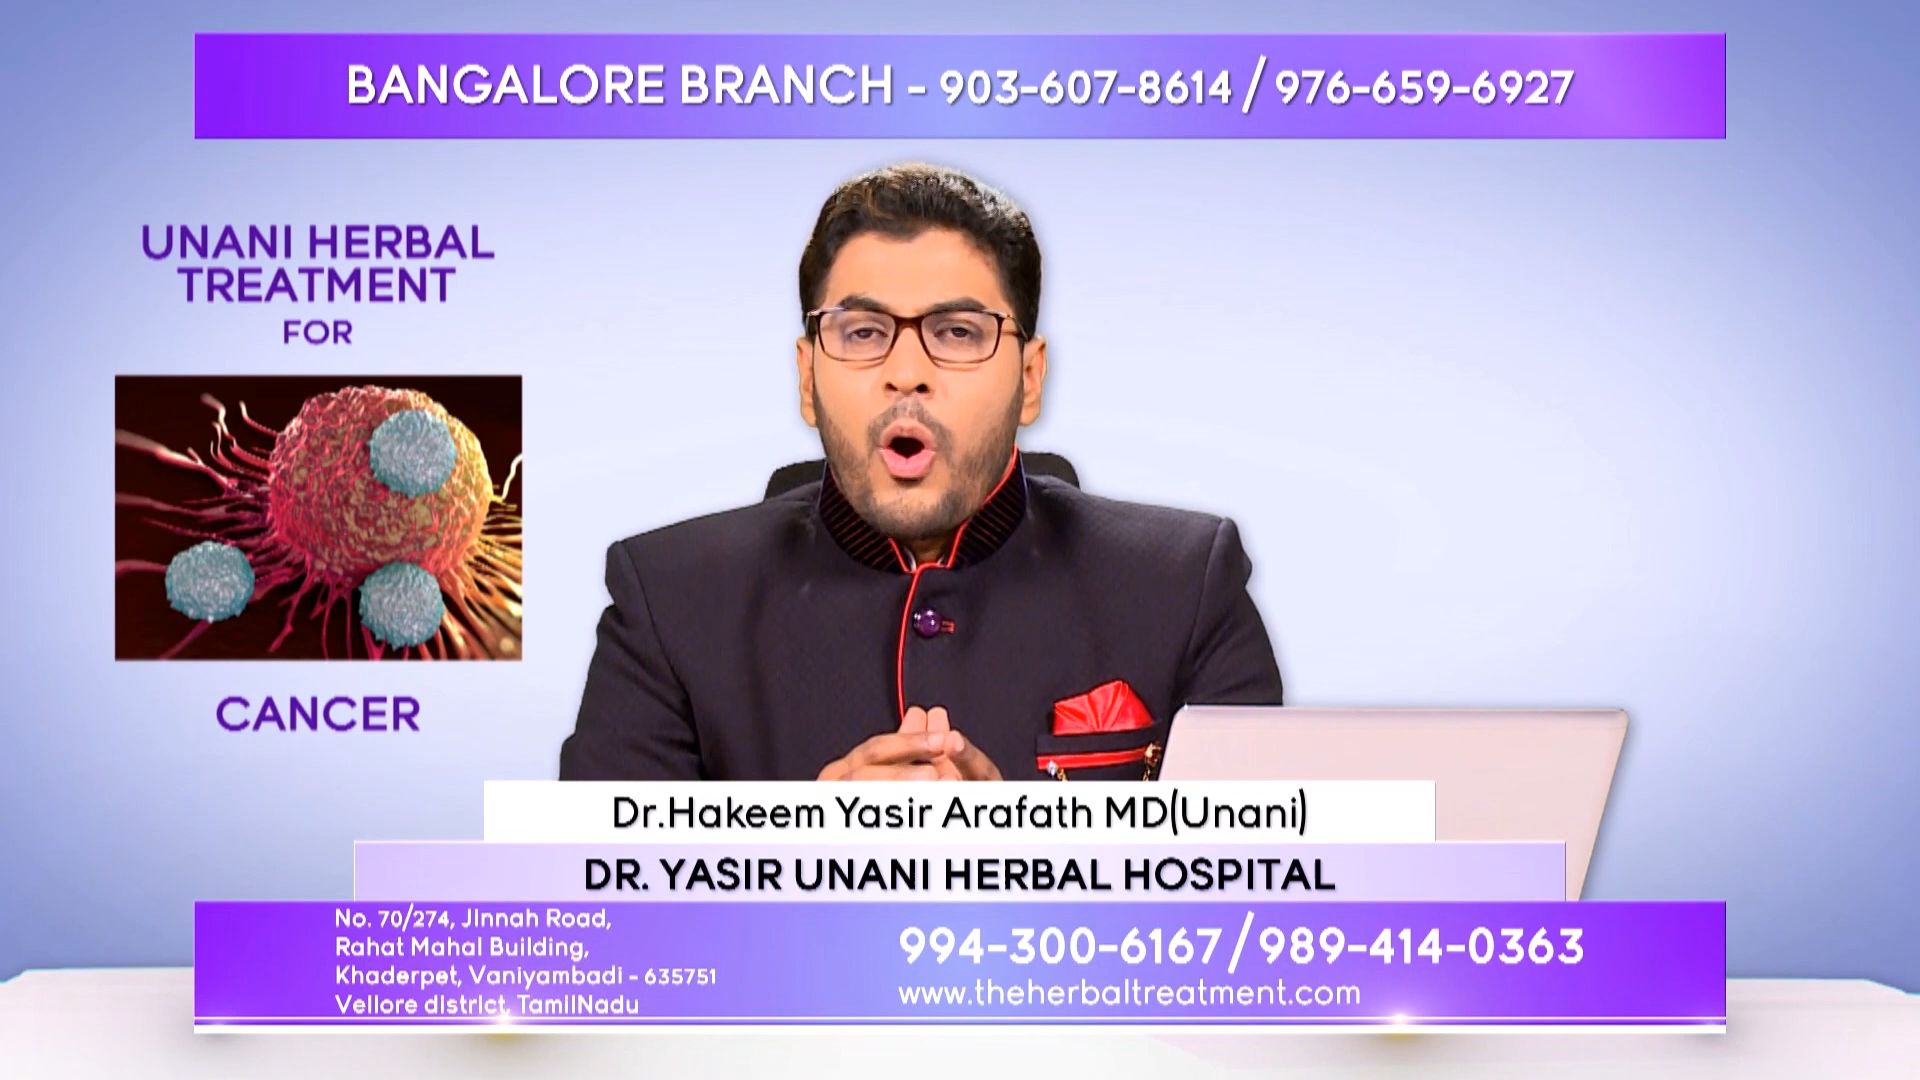 BANGALORE BRANCH - 903-607-8614 / 976-659-6927
UNANI HERBAL
TREATMENT
FOR
CANCER
Dr.Hakeem Yasir Arafath MD(Unani)
DR. YASIR UNANI HERBAL HOSPITAL
No. 70/274, JInnah Road,
Rahat Mahal Building,
Khaderpet, Vaniyambadi - 635751
Vellore district, TamilNadu
994-300-6167/989-414-0363
www.theherbaltreatment.com